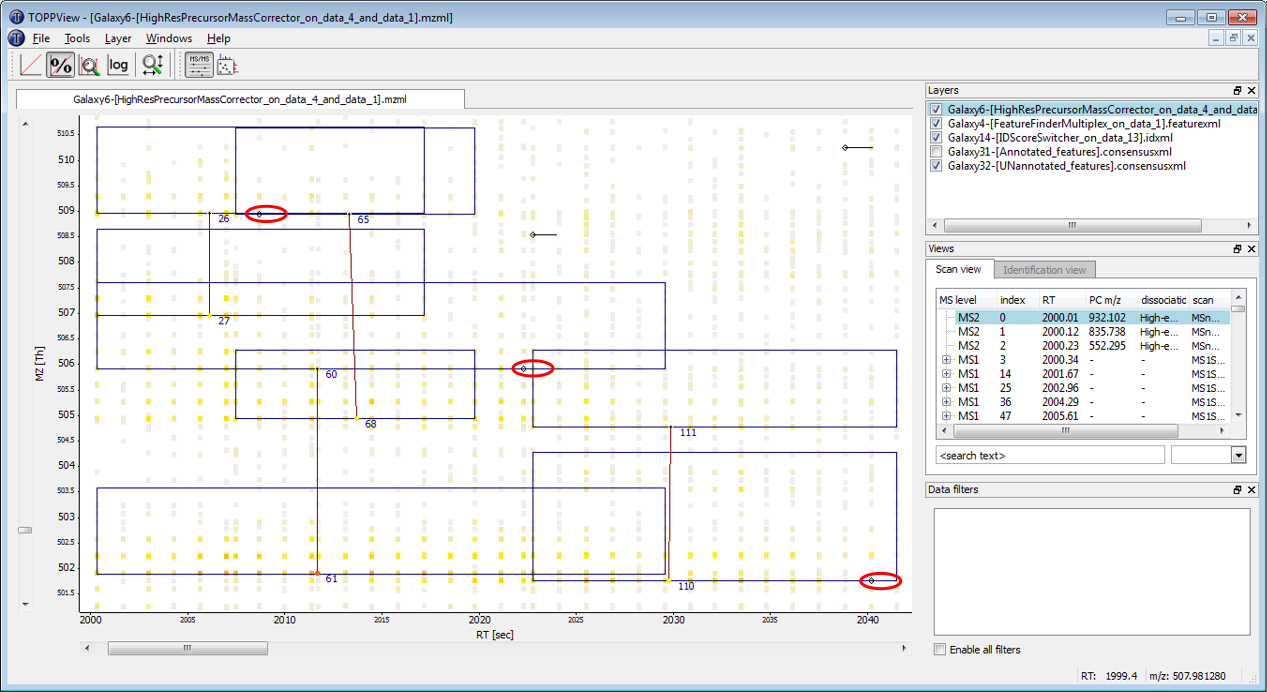 TOPPView - [Galaxy6-[HighResPrecursorMassCorrector_on_data_4_and_data_1].mzml]
File Tools Layer Windows Help
log MS/MS
Galaxy6-[HighResPrecursorMassCorrector_on_data_4_and_data_1].mzml
MZ [Th]
510.5
510
509.5
509
508.5
508
507.5
507
506.5
506
505.5
505
504.5
504
503.5
503
502.5
502
501.5
26
65
27
60
68
111
61
110
2000 2005 2010 2015 2020 2025 2030 2035 2040
RT [sec]
Layers
Galaxy6-[HighResPrecursorMassCorrector_on_data_4_and_data
Galaxy4-[FeatureFinderMultiplex_on_data_1].featurexml
Galaxy14-[IDScoreSwitcher_on_data_13].idxml
Galaxy31-[Annotated_features].consensusxml
Galaxy32-[UNannotated_features].consensusxml
Views
Scan view Identification view
MS level index RT PC m/z dissociatic scan
MS2 0 2000.01 932.102 High-e... MSn...
MS2 1 2000.12 835.738 High-e... MSn...
MS2 2 2000.23 552.295 High-e... MSn...
MS1 3 2000.34 - - MS1S...
MS1 14 2001.67 - - MS1S...
MS1 25 2002.96 - - MS1S...
MS1 36 2004.29 - - MS1S...
MS1 47 2005.61 - - MS1S...
<search text>
Data filters
Enable all filters
RT: 1999.4 m/z: 507.981280